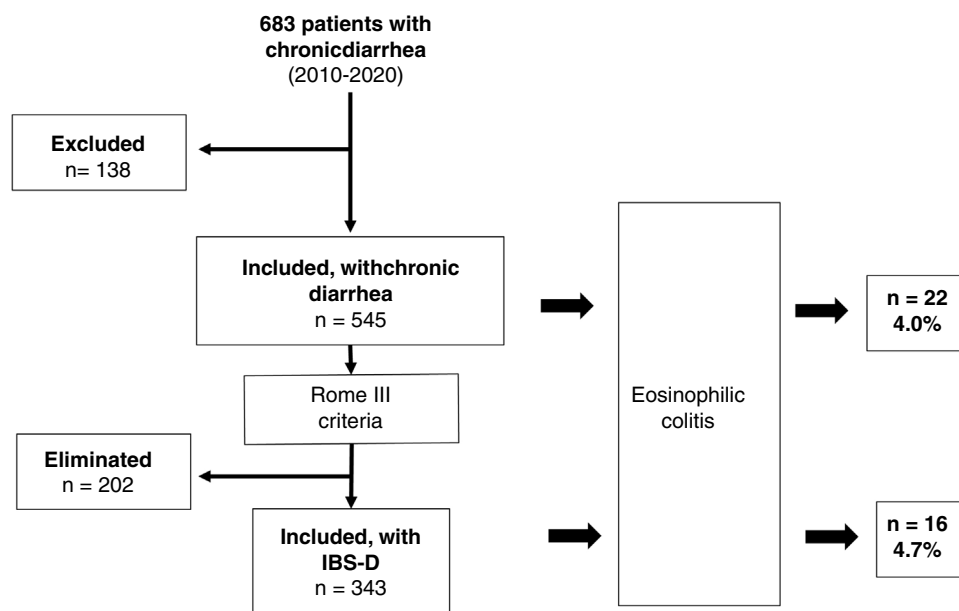 683 patients with
chronicdiarrhea
(2010-2020)
Excluded
n= 138
Included, withchronic
diarrhea
n = 545
n = 22
4.0%
Rome III
criteria
Eosinophilic
colitis
Eliminated
n = 202
Included, with
IBS-D
n = 343
n = 16
4.7%